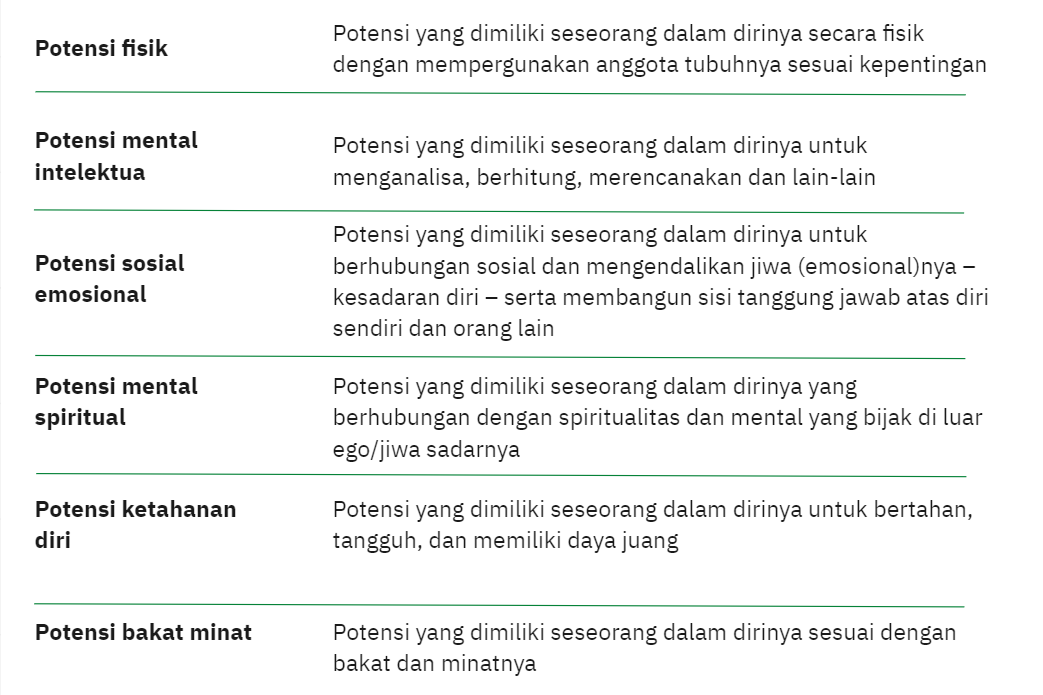 Potensi fisik
Potensi yang dimiliki seseorang dalam dirinya secara fisik
dengan mempergunakan anggota tubuhnya sesuai kepentingan
Potensi mental
intelektua
Potensi yang dimiliki seseorang dalam dirinya untuk
menganalisa, berhitung, merencanakan dan lain-lain
Potensi sosial
emosional
Potensi yang dimiliki seseorang dalam dirinya untuk
berhubungan sosial dan mengendalikan jiwa (emosional)nya –
kesadaran diri – serta membangun sisi tanggung jawab atas diri
sendiri dan orang lain
Potensi mental
spiritual
Potensi yang dimiliki seseorang dalam dirinya yang
berhubungan dengan spiritualitas dan mental yang bijak di luar
ego/jiwa sadarnya
Potensi ketahanan
diri
Potensi yang dimiliki seseorang dalam dirinya untuk bertahan,
tangguh, dan memiliki daya juang
Potensi bakat minat
Potensi yang dimiliki seseorang dalam dirinya sesuai dengan
bakat dan minatnya